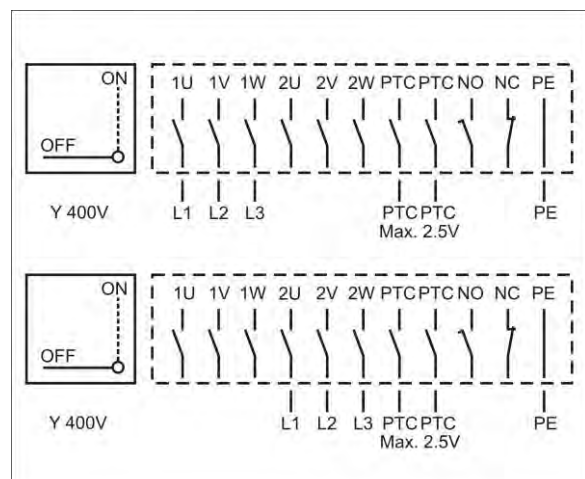 ON
1U 1V 1W 2U 2V 2W PTC PTC NO NC PE
OFF
Y 400V
L1 L2 L3 PTC PTC PE
Max. 2.5V
ON
1U 1V 1W 2U 2V 2W PTC PTC NO NC PE
OFF
Y 400V
L1 L2 L3 PTC PTC PE
Max. 2.5V